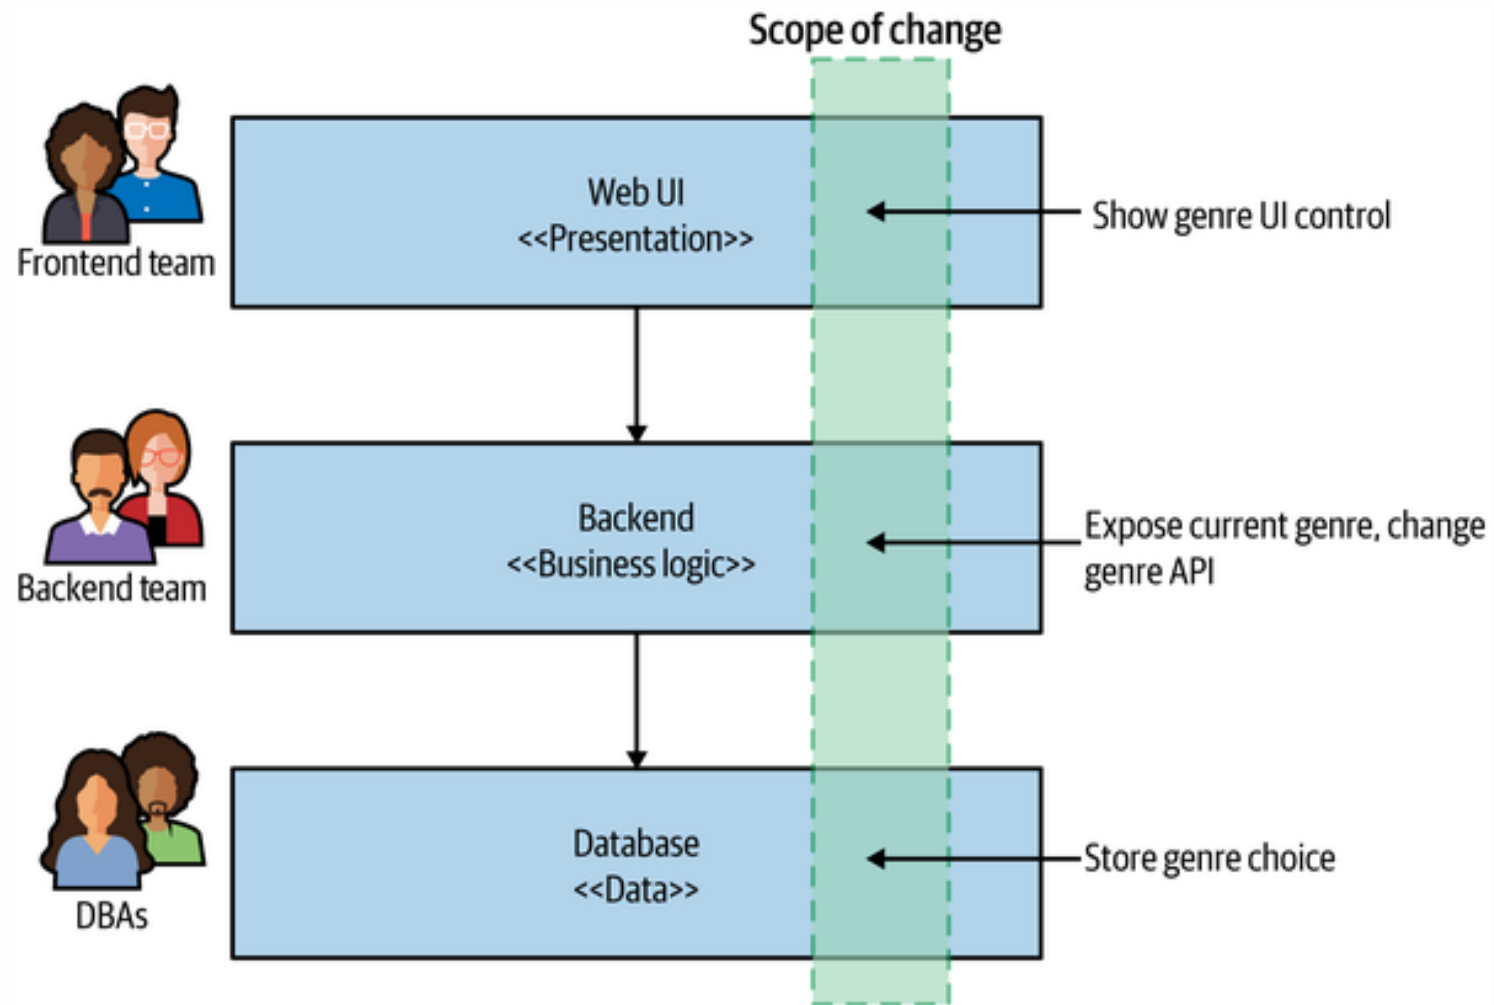 Scope of change
Web UI
<<Presentation>>
Show genre UI control
Frontend team
Backend
<<Business logic>>
Expose current genre, change
genre API
Backend team
Database
<<Data>>
Store genre choice
DBAs